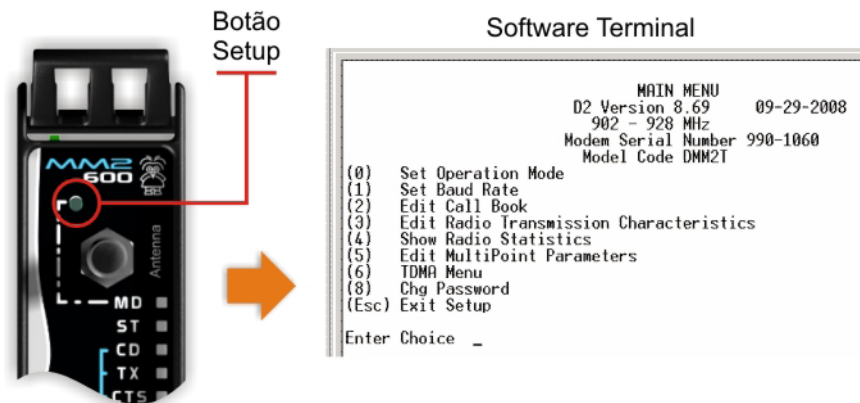 Botão
Setup
Software Terminal
MM2
600
Antenna
MD
ST
CD
TX
CTS
MAIN MENU
D2 Version 8.69 09-29-2008
902 - 928 MHz
Modem Serial Number 990-1060
Model Code DMM2T
(0) Set Operation Mode
(1) Set Baud Rate
(2) Edit Call Book
(3) Edit Radio Transmission Characteristics
(4) Show Radio Statistics
(5) Edit MultiPoint Parameters
(6) TDMA Menu
(8) Chg Password
(Esc) Exit Setup
Enter Choice _